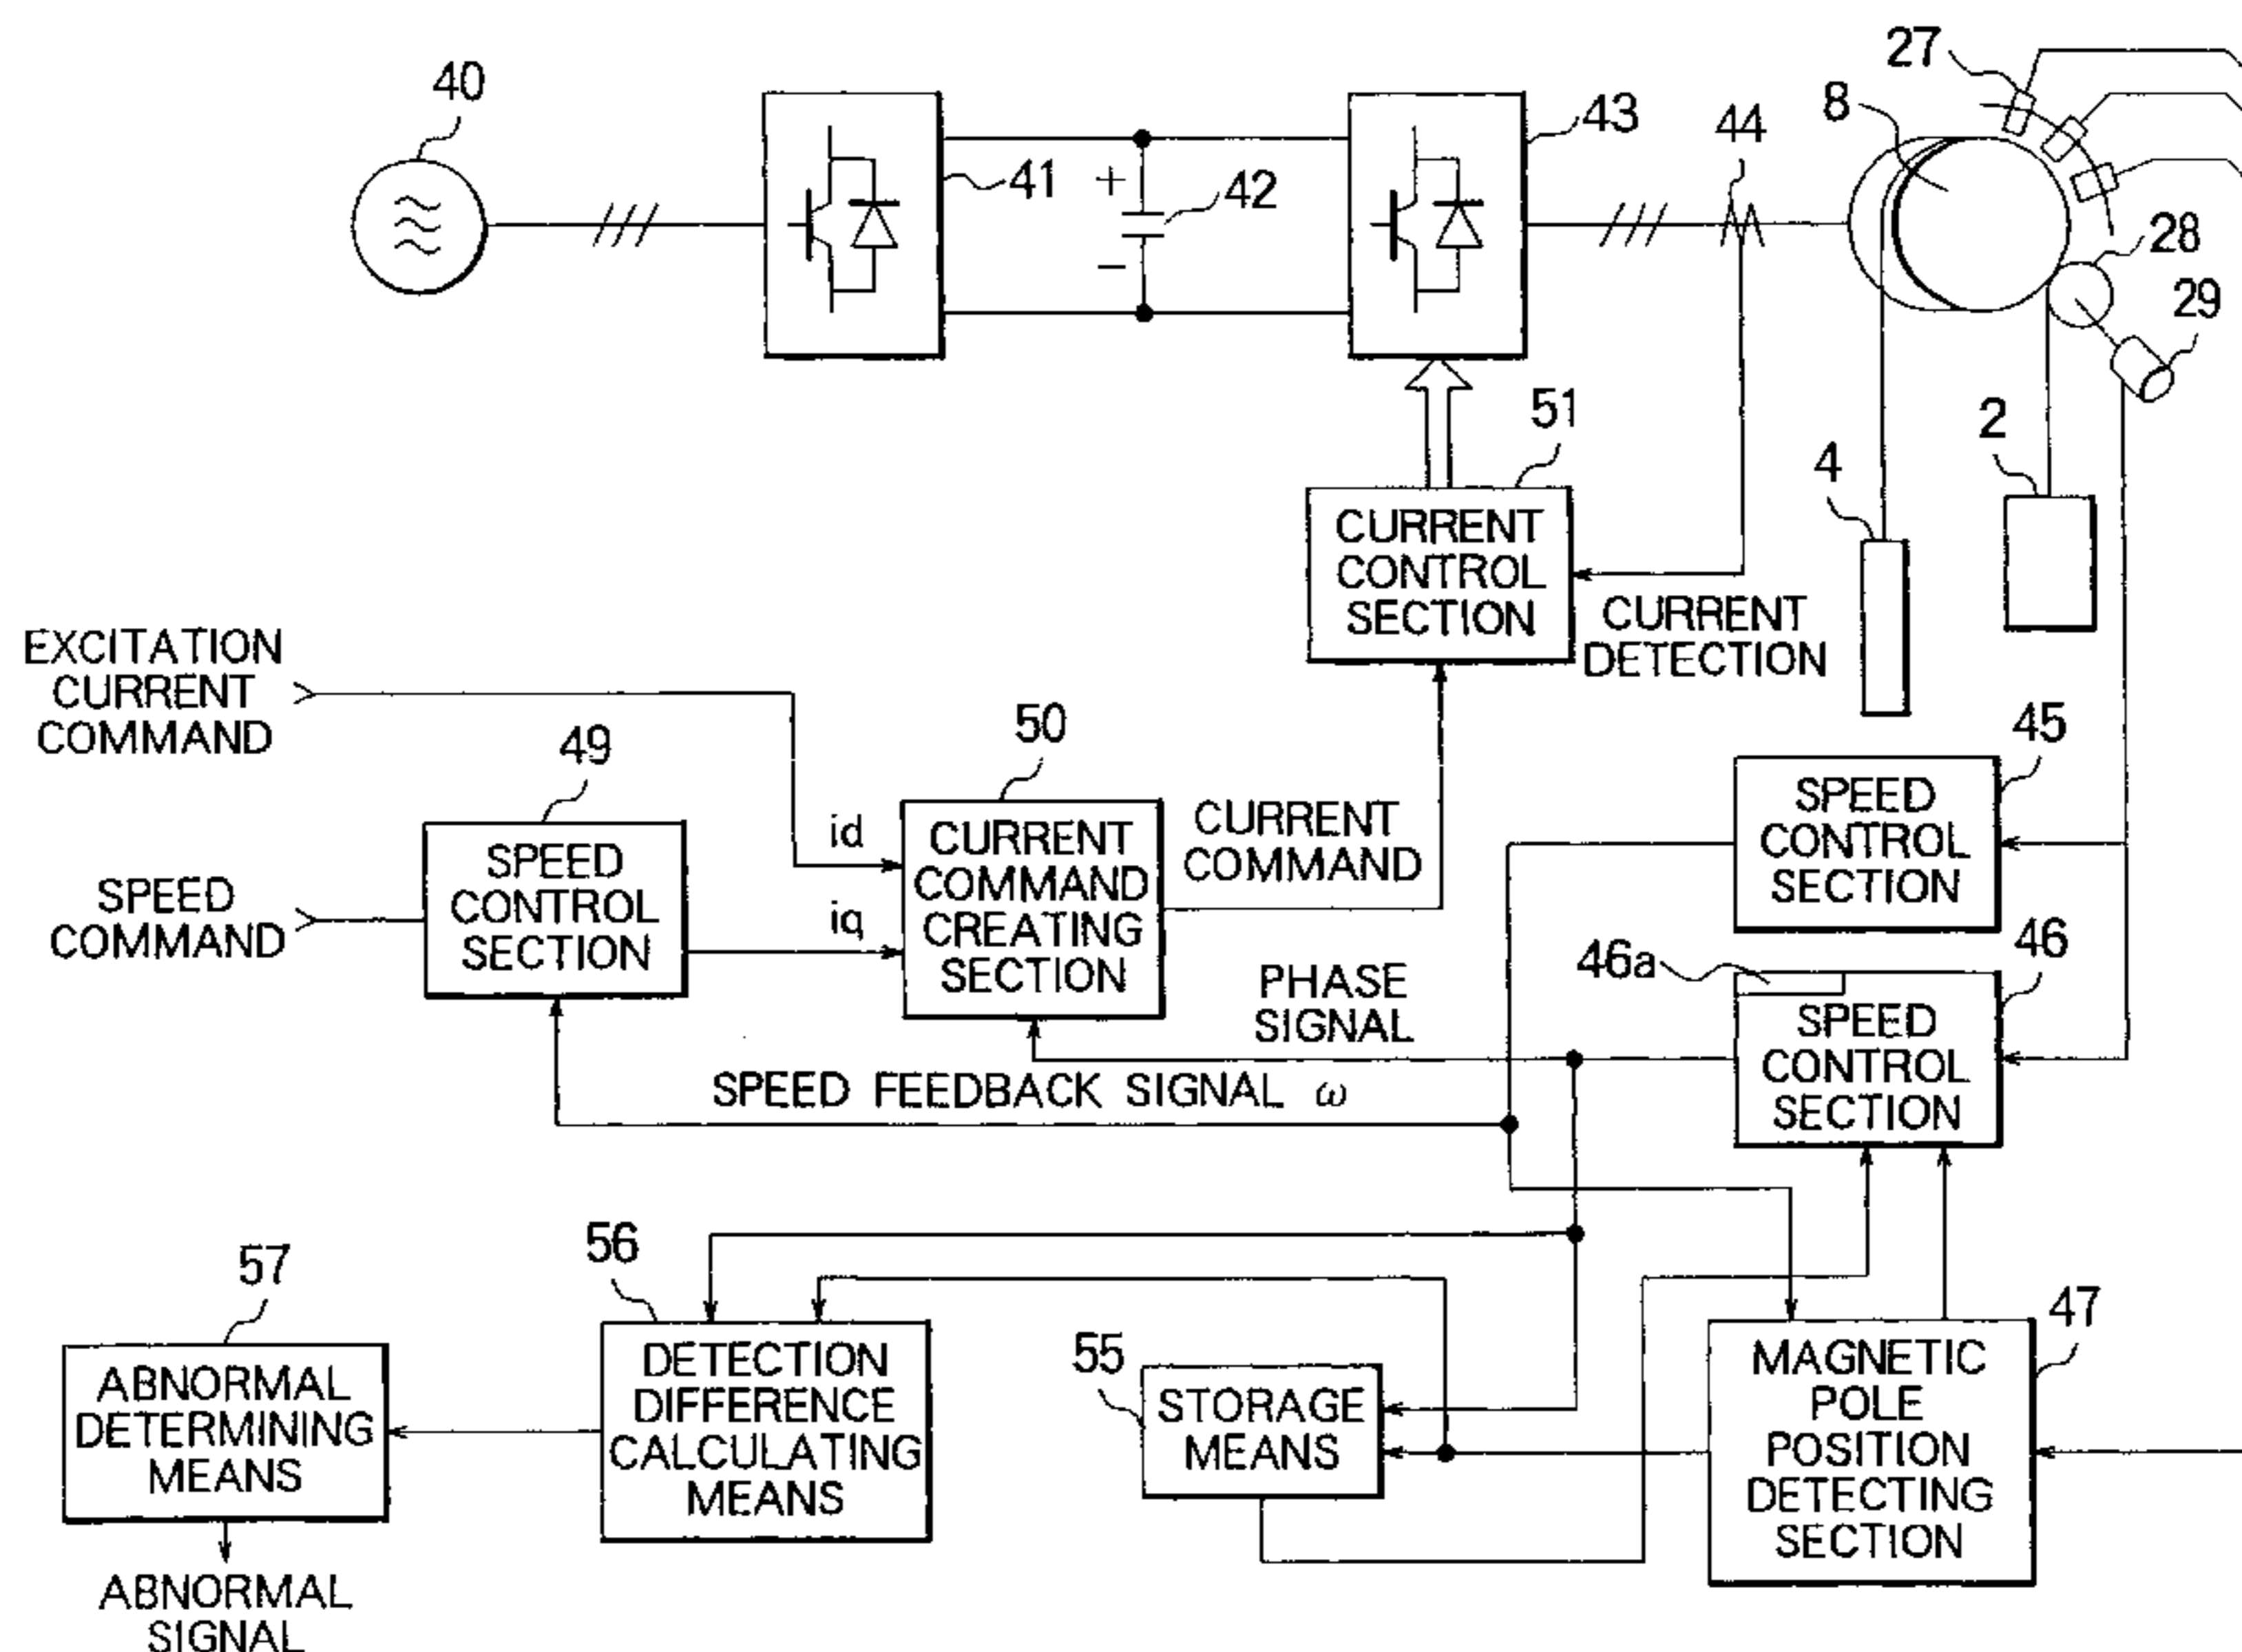 40
41
+
-
42
43
44
8
27
28
29
51
2
4
CURRENT
CONTROL
SECTION
CURRENT
DETECTION
EXCITATION
CURRENT
COMMAND
49
50
45
id
iq
SPEED
COMMAND
SPEED
CONTROL
SECTION
CURRENT
COMMAND
CREATING
SECTION
CURRENT
COMMAND
SPEED
CONTROL
SECTION
46a
46
PHASE
SIGNAL
SPEED
CONTROL
SECTION
SPEED FEEDBACK SIGNAL ω
57
56
55
47
ABNORMAL
DETERMINING
MEANS
DETECTION
DIFFERENCE
CALCULATING
MEANS
STORAGE
MEANS
MAGNETIC
POLE
POSITION
DETECTING
SECTION
ABNORMAL
SIGNAL